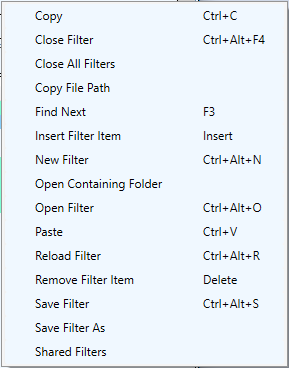 Copy Ctrl+C
Close Filter Ctrl+Alt+F4
Close All Filters
Copy File Path
Find Next F3
Insert Filter Item Insert
New Filter Ctrl+Alt+N
Open Containing Folder
Open Filter Ctrl+Alt+O
Paste Ctrl+V
Reload Filter Ctrl+Alt+R
Remove Filter Item Delete
Save Filter Ctrl+Alt+S
Save Filter As
Shared Filters